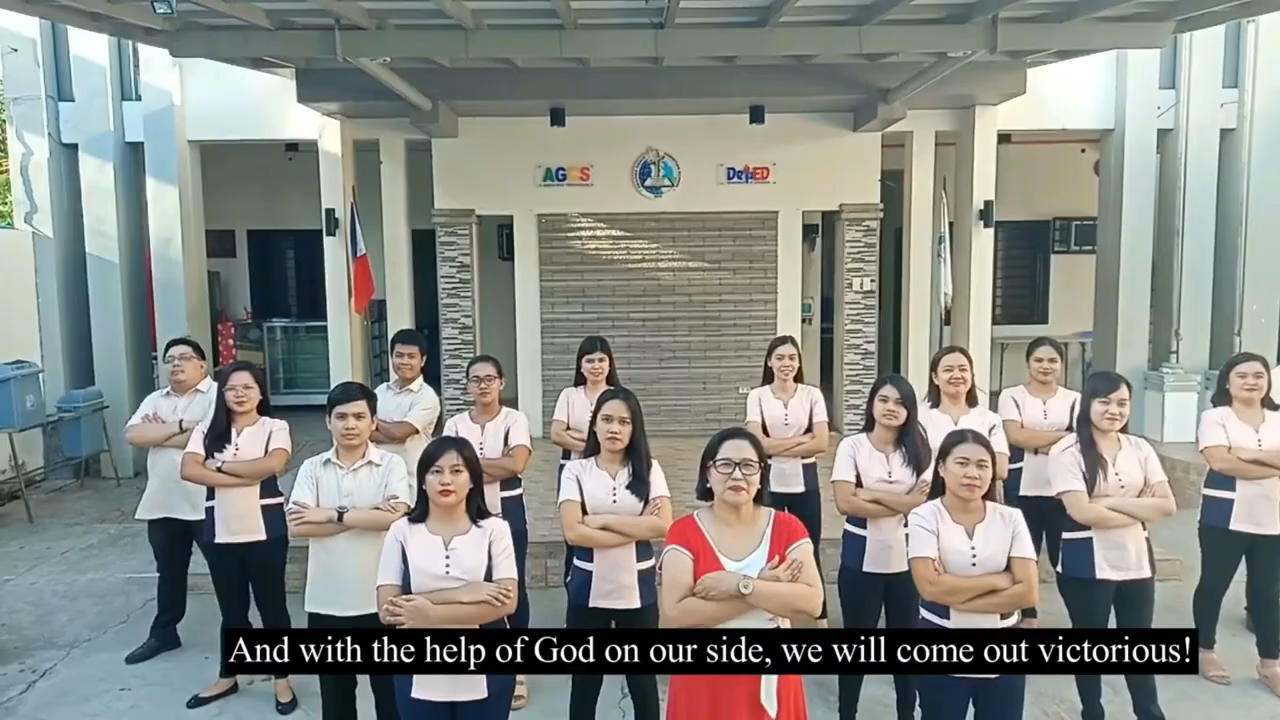 AGES
DepED
And with the help of God on our side, we will come out victorious!